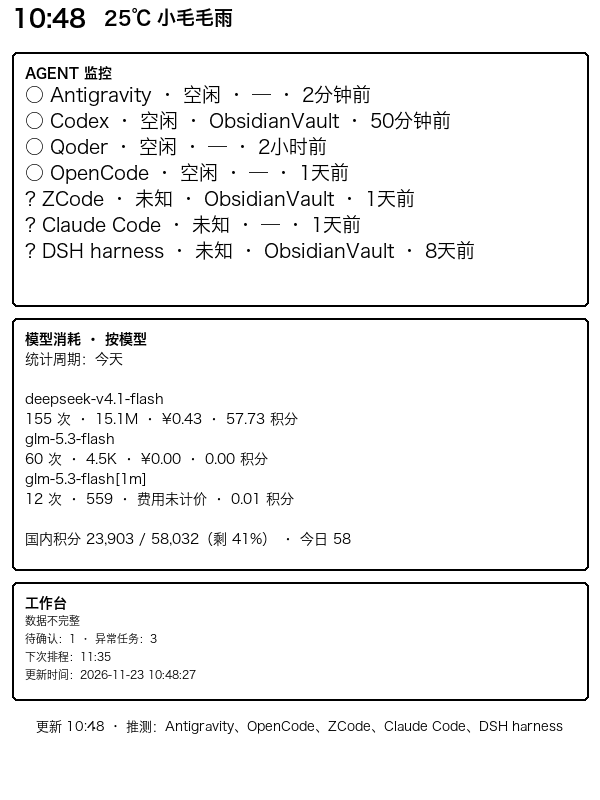 10:48 25℃ 小毛毛雨
AGENT 监控
○ Antigravity · 空闲 · — · 2分钟前
○ Codex · 空闲 · ObsidianVault · 50分钟前
○ Qoder · 空闲 · — · 2小时前
○ OpenCode · 空闲 · — · 1天前
? ZCode · 未知 · ObsidianVault · 1天前
? Claude Code · 未知 · — · 1天前
? DSH harness · 未知 · ObsidianVault · 8天前
模型消耗 · 按模型
统计周期：今天
deepseek-v4.1-flash
155 次 · 15.1M · ¥0.43 · 57.73 积分
glm-5.3-flash
60 次 · 4.5K · ¥0.00 · 0.00 积分
glm-5.3-flash[1m]
12 次 · 559 · 费用未计价 · 0.01 积分
国内积分 23,903 / 58,032（剩 41%） · 今日 58
工作台
数据不完整
待确认：1 · 异常任务：3
下次排程：11:35
更新时间：2026-11-23 10:48:27
更新 10:48 · 推测：Antigravity、OpenCode、ZCode、Claude Code、DSH harness